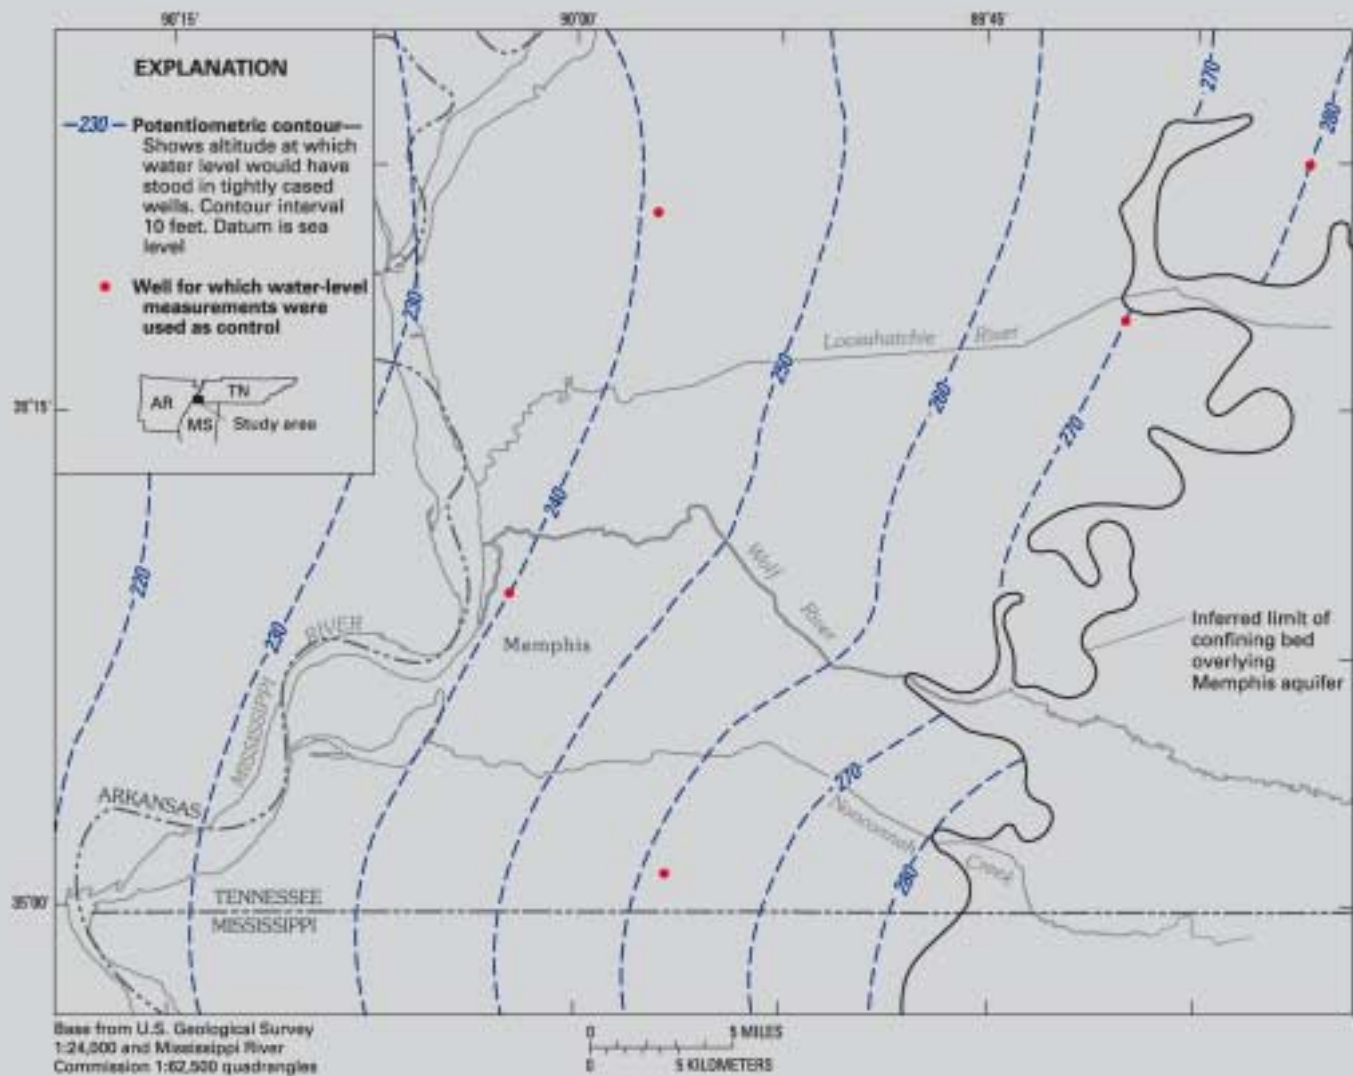 90°15'
90°00'
89°45'
EXPLANATION
230
Potentiometric contour—
Shows altitude at which
water level would have
stood in tightly cased
wells. Contour interval
10 feet. Datum is sea
level
Well for which water-level
measurements were
used as control
AR
TN
MS
Study area
270
280
230
Loosahatchie River
250
260
35°15'
270
240
220
230
RIVER
Wolf River
Memphis
Inferred limit of
confining bed
overlying
Memphis aquifer
MISSISSIPPI
ARKANSAS
270
Nonconnah Creek
280
35°00'
TENNESSEE
MISSISSIPPI
Base from U.S. Geological Survey
1:24,000 and Mississippi River
Commission 1:62,500 quadrangles
0 5 MILES
0 5 KILOMETERS